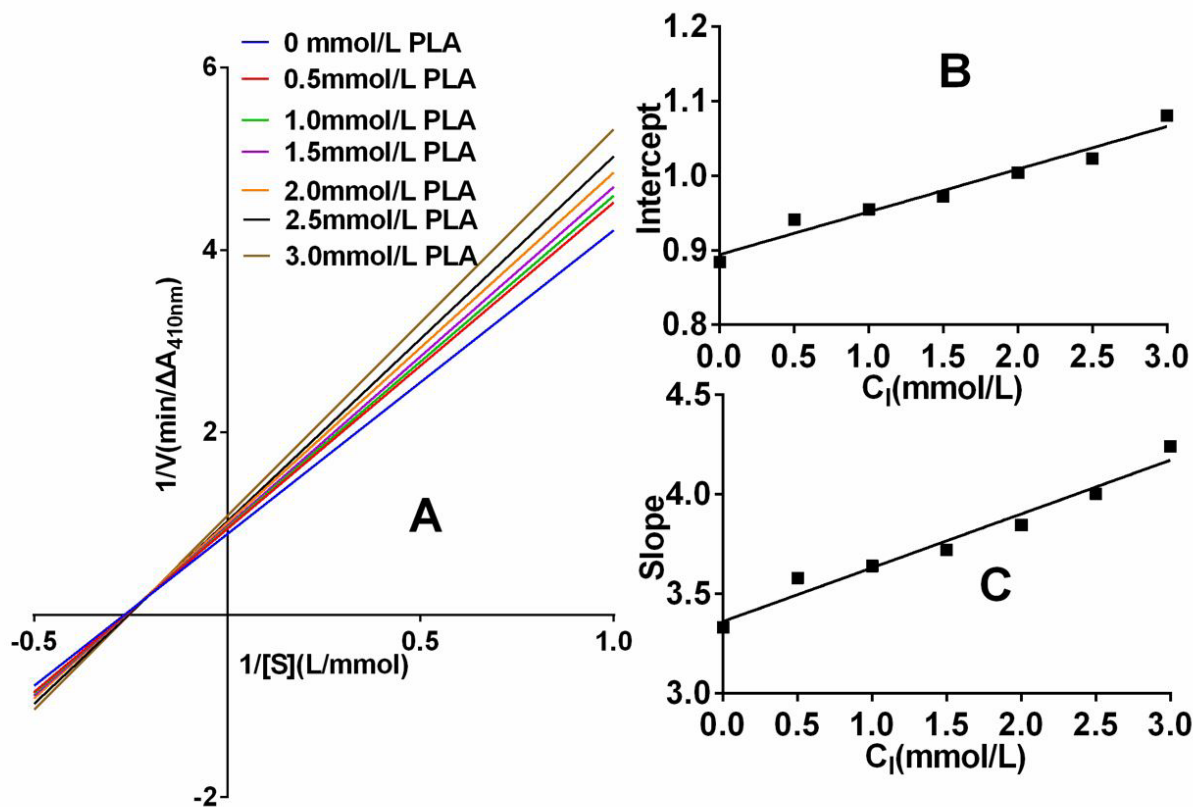 0 mmol/L PLA
0.5mmol/L PLA
1.0mmol/L PLA
1.5mmol/L PLA
2.0mmol/L PLA
2.5mmol/L PLA
3.0mmol/L PLA
6
4
2
-2
-0.5
0.5
1.0
1/V(min/ΔA410nm)
1/[S](L/mmol)
A
1.2
1.1
1.0
0.9
0.8
Intercept
B
0.0 0.5 1.0 1.5 2.0 2.5 3.0
CI(mmol/L)
4.5
4.0
3.5
3.0
Slope
C
0.0 0.5 1.0 1.5 2.0 2.5 3.0
CI(mmol/L)